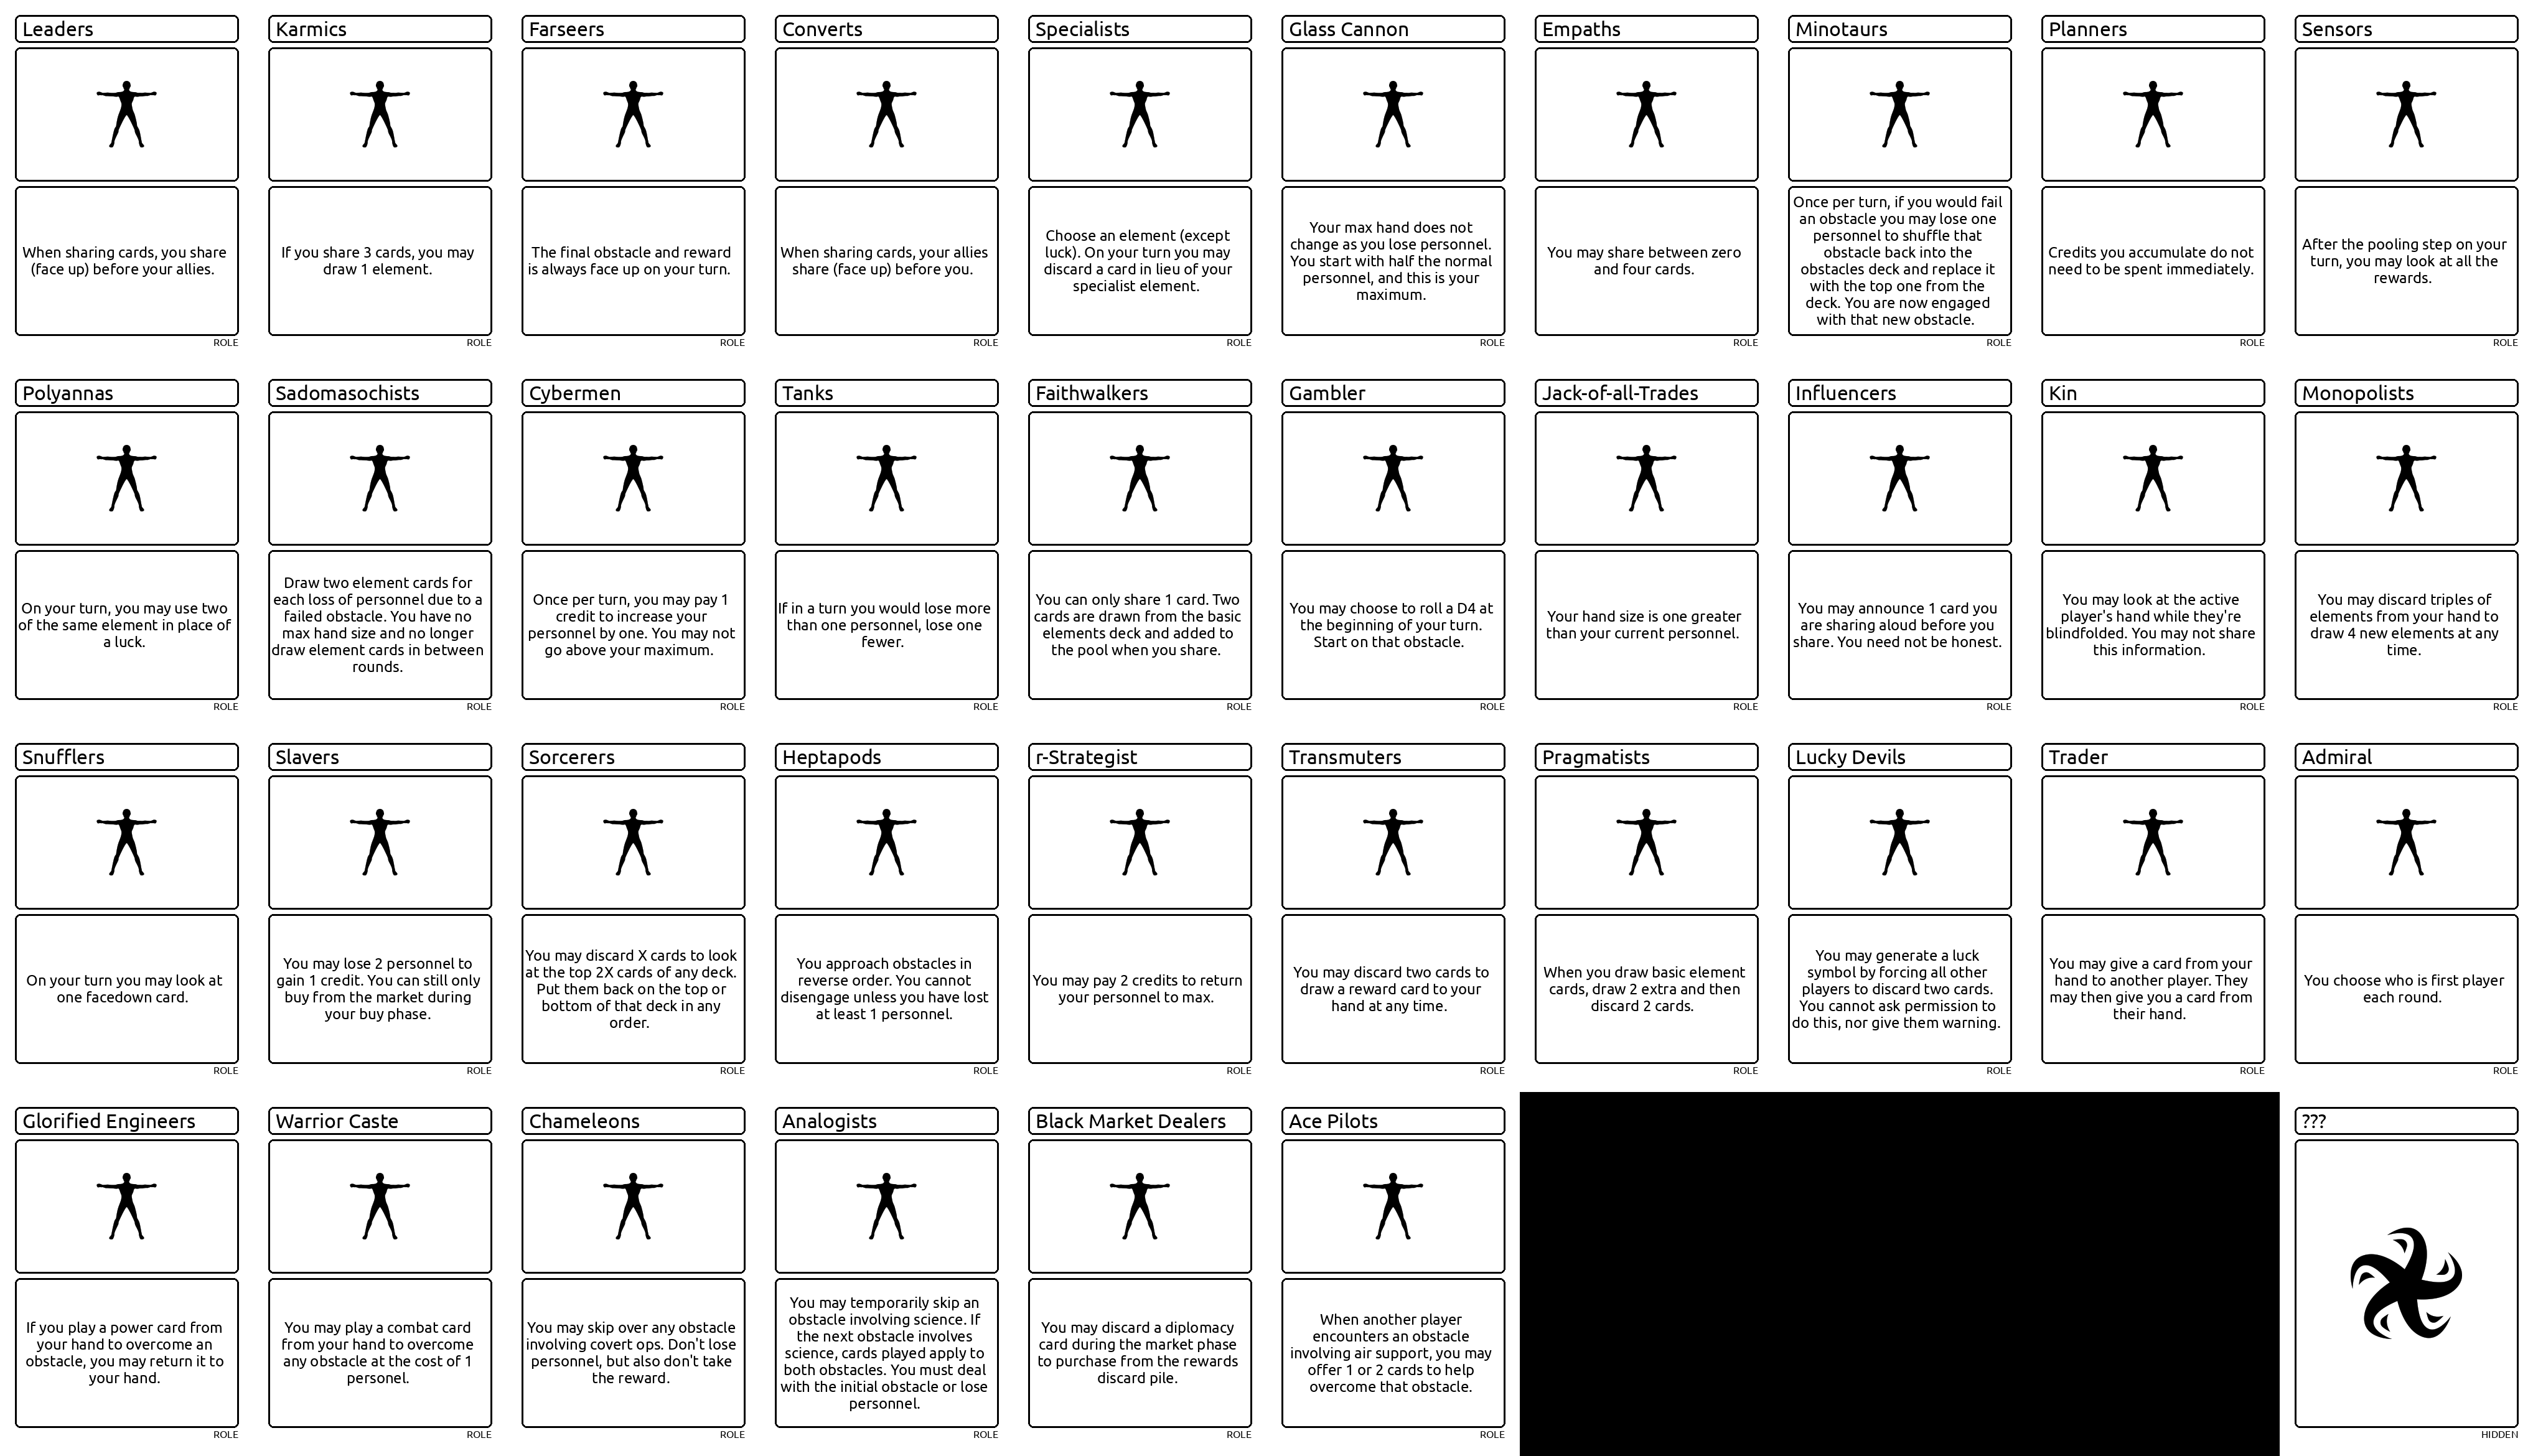 Leaders
When sharing cards, you share
(face up) before your allies.
ROLE
Karmics
If you share 3 cards, you may
draw 1 element.
ROLE
Farseers
The final obstacle and reward
is always face up on your turn.
ROLE
Converts
When sharing cards, your allies
share (face up) before you.
ROLE
Specialists
Choose an element (except
luck). On your turn you may
discard a card in lieu of your
specialist element.
ROLE
Glass Cannon
Your max hand does not
change as you lose personnel.
You start with half the normal
personnel, and this is your
maximum.
ROLE
Empaths
You may share between zero
and four cards.
ROLE
Minotaurs
Once per turn, if you would fail
an obstacle you may lose one
personnel to shuffle that
obstacle back into the
obstacles deck and replace it
with the top one from the
deck. You are now engaged
with that new obstacle.
ROLE
Planners
Credits you accumulate do not
need to be spent immediately.
ROLE
Sensors
After the pooling step on your
turn, you may look at all the
rewards.
ROLE
Polyannas
On your turn, you may use two
of the same element in place of
a luck.
ROLE
Sadomasochists
Draw two element cards for
each loss of personnel due to a
failed obstacle. You have no
max hand size and no longer
draw element cards in between
rounds.
ROLE
Cybermen
Once per turn, you may pay 1
credit to increase your
personnel by one. You may not
go above your maximum.
ROLE
Tanks
If in a turn you would lose more
than one personnel, lose one
fewer.
ROLE
Faithwalkers
You can only share 1 card. Two
cards are drawn from the basic
elements deck and added to
the pool when you share.
ROLE
Gambler
You may choose to roll a D4 at
the beginning of your turn.
Start on that obstacle.
ROLE
Jack-of-all-Trades
Your hand size is one greater
than your current personnel.
ROLE
Influencers
You may announce 1 card you
are sharing aloud before you
share. You need not be honest.
ROLE
Kin
You may look at the active
player's hand while they're
blindfolded. You may not share
this information.
ROLE
Monopolists
You may discard triples of
elements from your hand to
draw 4 new elements at any
time.
ROLE
Snufflers
On your turn you may look at
one facedown card.
ROLE
Slavers
You may lose 2 personnel to
gain 1 credit. You can still only
buy from the market during
your buy phase.
ROLE
Sorcerers
You may discard X cards to look
at the top 2X cards of any deck.
Put them back on the top or
bottom of that deck in any
order.
ROLE
Heptapods
You approach obstacles in
reverse order. You cannot
disengage unless you have lost
at least 1 personnel.
ROLE
r-Strategist
You may pay 2 credits to return
your personnel to max.
ROLE
Transmuters
You may discard two cards to
draw a reward card to your
hand at any time.
ROLE
Pragmatists
When you draw basic element
cards, draw 2 extra and then
discard 2 cards.
ROLE
Lucky Devils
You may generate a luck
symbol by forcing all other
players to discard two cards.
You cannot ask permission to
do this, nor give them warning.
ROLE
Trader
You may give a card from your
hand to another player. They
may then give you a card from
their hand.
ROLE
Admiral
You choose who is first player
each round.
ROLE
Glorified Engineers
If you play a power card from
your hand to overcome an
obstacle, you may return it to
your hand.
ROLE
Warrior Caste
You may play a combat card
from your hand to overcome
any obstacle at the cost of 1
personel.
ROLE
Chameleons
You may skip over any obstacle
involving covert ops. Don't lose
personnel, but also don't take
the reward.
ROLE
Analogists
You may temporarily skip an
obstacle involving science. If
the next obstacle involves
science, cards played apply to
both obstacles. You must deal
with the initial obstacle or lose
personnel.
ROLE
Black Market Dealers
You may discard a diplomacy
card during the market phase
to purchase from the rewards
discard pile.
ROLE
Ace Pilots
When another player
encounters an obstacle
involving air support, you may
offer 1 or 2 cards to help
overcome that obstacle.
ROLE
???
HIDDEN